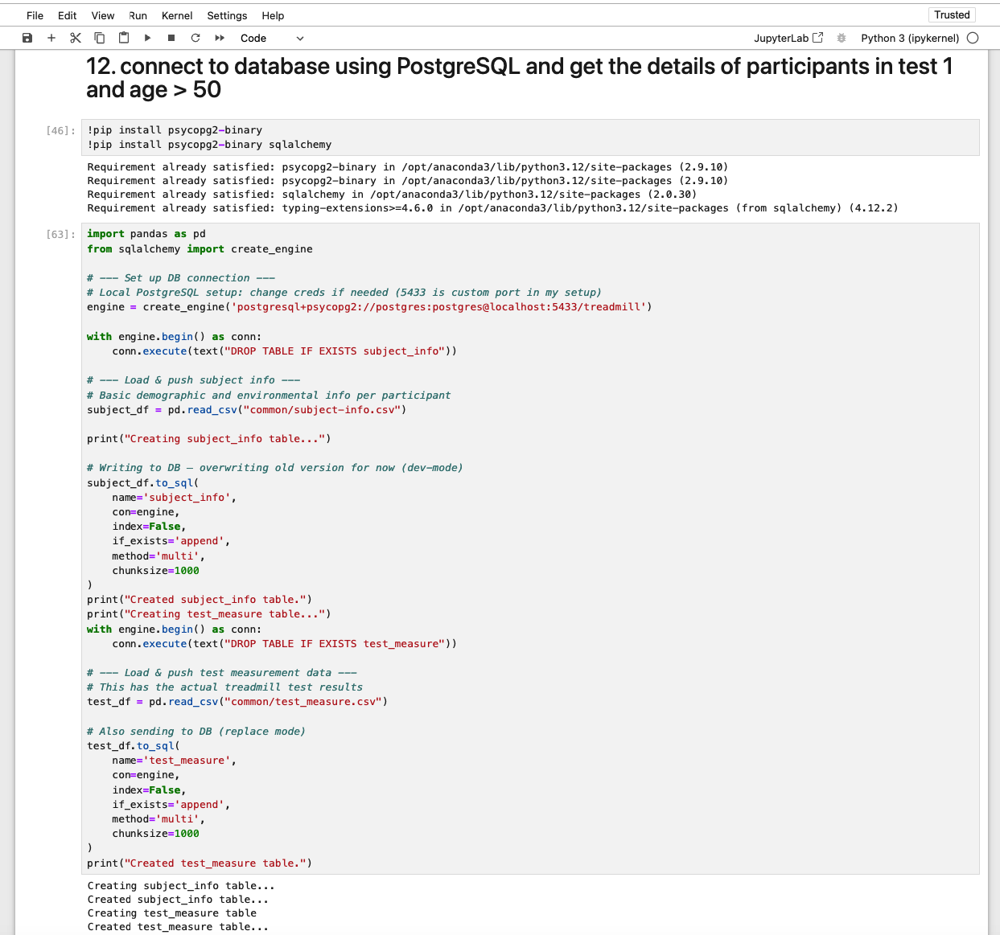 File Edit View Run Kernel Settings Help Trusted
Code JupyterLab Python 3 (ipykernel)
12. connect to database using PostgreSQL and get the details of participants in test 1
and age > 50
[46]: !pip install psycopg2-binary
!pip install psycopg2-binary sqlalchemy
Requirement already satisfied: psycopg2-binary in /opt/anaconda3/lib/python3.12/site-packages (2.9.10)
Requirement already satisfied: psycopg2-binary in /opt/anaconda3/lib/python3.12/site-packages (2.9.10)
Requirement already satisfied: sqlalchemy in /opt/anaconda3/lib/python3.12/site-packages (2.0.30)
Requirement already satisfied: typing-extensions>=4.6.0 in /opt/anaconda3/lib/python3.12/site-packages (from sqlalchemy) (4.12.2)
[63]: import pandas as pd
from sqlalchemy import create_engine
# --- Set up DB connection ---
# Local PostgreSQL setup: change creds if needed (5433 is custom port in my setup)
engine = create_engine('postgresql+psycopg2://postgres:postgres@localhost:5433/treadmill')
with engine.begin() as conn:
    conn.execute(text("DROP TABLE IF EXISTS subject_info"))
# --- Load & push subject info ---
# Basic demographic and environmental info per participant
subject_df = pd.read_csv("common/subject-info.csv")
print("Creating subject_info table...")
# Writing to DB – overwriting old version for now (dev-mode)
subject_df.to_sql(
    name='subject_info',
    con=engine,
    index=False,
    if_exists='append',
    method='multi',
    chunksize=1000
)
print("Created subject_info table.")
print("Creating test_measure table...")
with engine.begin() as conn:
    conn.execute(text("DROP TABLE IF EXISTS test_measure"))
# --- Load & push test measurement data ---
# This has the actual treadmill test results
test_df = pd.read_csv("common/test_measure.csv")
# Also sending to DB (replace mode)
test_df.to_sql(
    name='test_measure',
    con=engine,
    index=False,
    if_exists='append',
    method='multi',
    chunksize=1000
)
print("Created test_measure table.")
Creating subject_info table...
Created subject_info table...
Creating test_measure table
Created test_measure table...